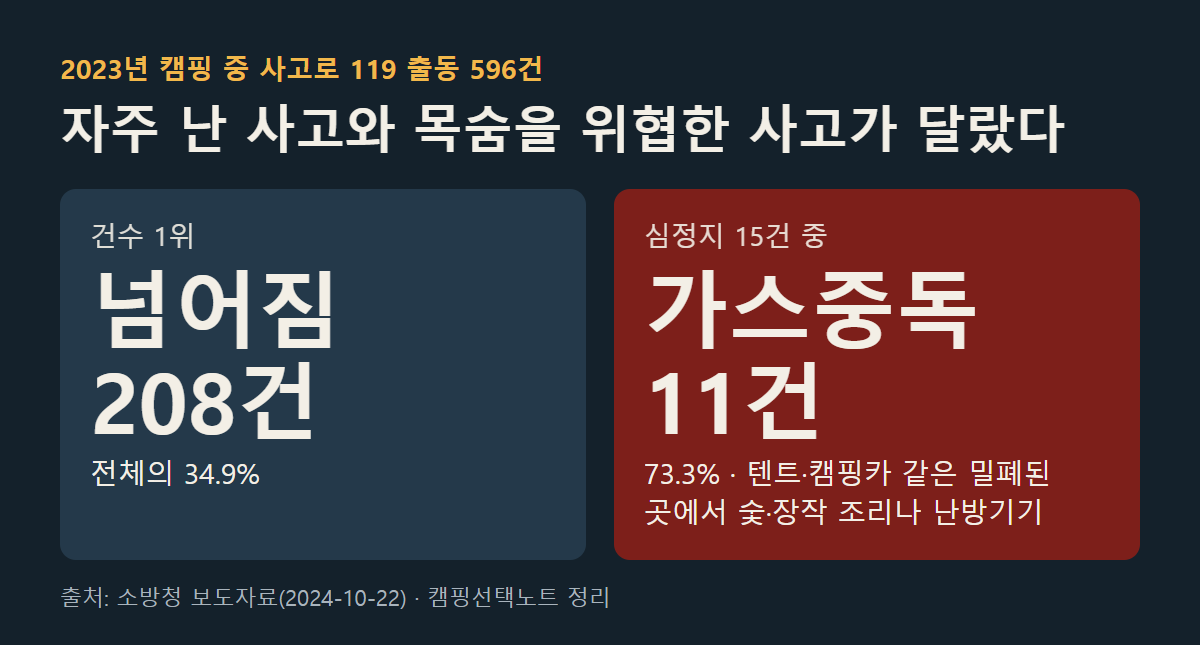 2023년 캠핑 중 사고로 119 출동 596건
자주 난 사고와 목숨을 위협한 사고가 달랐다
건수 1위
넘어짐
208건
전체의 34.9%
심정지 15건 중
가스중독
11건
73.3% · 텐트·캠핑카 같은 밀폐된
곳에서 숯·장작 조리나 난방기기
출처: 소방청 보도자료(2024-10-22) · 캠핑선택노트 정리